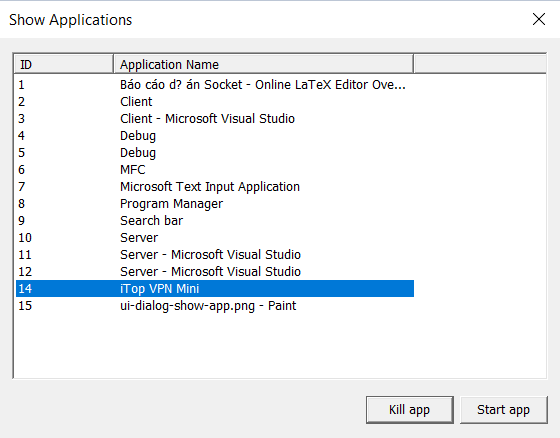 Show Applications
ID Application Name
1 Báo cáo d? án Socket - Online LaTeX Editor Ove...
2 Client
3 Client - Microsoft Visual Studio
4 Debug
5 Debug
6 MFC
7 Microsoft Text Input Application
8 Program Manager
9 Search bar
10 Server
11 Server - Microsoft Visual Studio
12 Server - Microsoft Visual Studio
14 iTop VPN Mini
15 ui-dialog-show-app.png - Paint
Kill app Start app